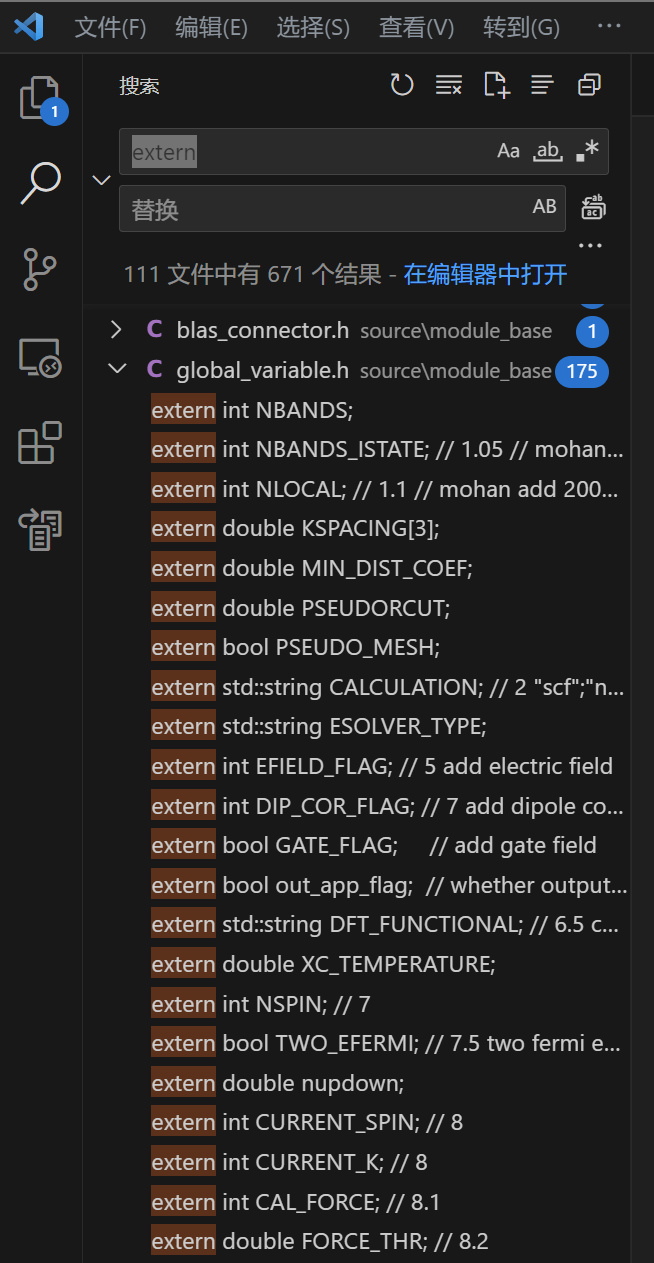 文件(F) 编辑(E) 选择(S) 查看(V) 转到(G) ···
搜索
1
extern Aa ab .*
替换 AB
111 文件中有 671 个结果 - 在编辑器中打开
C blas_connector.h source\module_base 1
C global_variable.h source\module_base 175
extern int NBANDS;
extern int NBANDS_ISTATE; // 1.05 // mohan...
extern int NLOCAL; // 1.1 // mohan add 200...
extern double KSPACING[3];
extern double MIN_DIST_COEF;
extern double PSEUDORCUT;
extern bool PSEUDO_MESH;
extern std::string CALCULATION; // 2 "scf";"n...
extern std::string ESOLVER_TYPE;
extern int EFIELD_FLAG; // 5 add electric field
extern int DIP_COR_FLAG; // 7 add dipole co...
extern bool GATE_FLAG;     // add gate field
extern bool out_app_flag;  // whether output...
extern std::string DFT_FUNCTIONAL; // 6.5 c...
extern double XC_TEMPERATURE;
extern int NSPIN; // 7
extern bool TWO_EFERMI; // 7.5 two fermi e...
extern double nupdown;
extern int CURRENT_SPIN; // 8
extern int CURRENT_K; // 8
extern int CAL_FORCE; // 8.1
extern double FORCE_THR; // 8.2